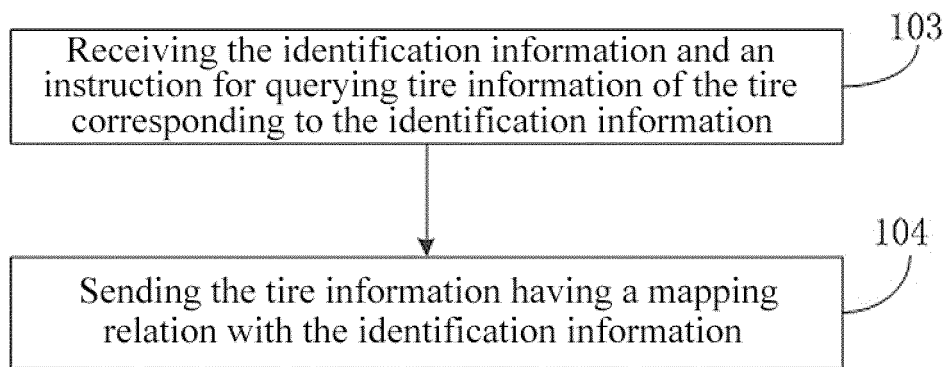 103
Receiving the identification information and an
instruction for querying tire information of the tire
corresponding to the identification information
104
Sending the tire information having a mapping
relation with the identification information